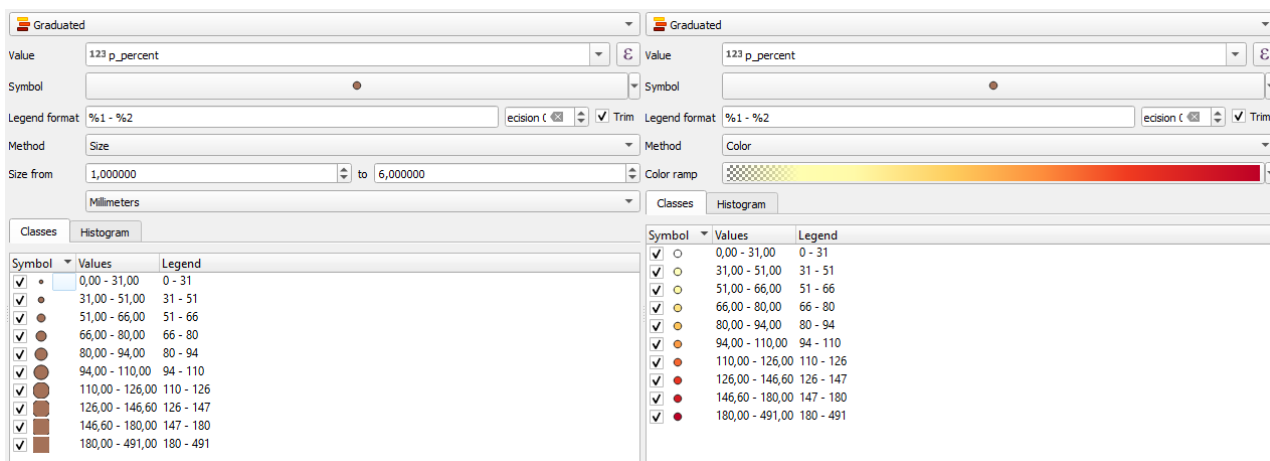 Graduated
Value 123 p_percent ε
Symbol
Legend format %1 - %2 ecision ( Trim
Method Size
Size from 1,000000 to 6,000000
Millimeters
Classes Histogram
Symbol Values Legend
0,00 - 31,00 0 - 31
31,00 - 51,00 31 - 51
51,00 - 66,00 51 - 66
66,00 - 80,00 66 - 80
80,00 - 94,00 80 - 94
94,00 - 110,00 94 - 110
110,00 - 126,00 110 - 126
126,00 - 146,60 126 - 147
146,60 - 180,00 147 - 180
180,00 - 491,00 180 - 491
Graduated
Value 123 p_percent ε
Symbol
Legend format %1 - %2 ecision ( Trim
Method Color
Color ramp
Classes Histogram
Symbol Values Legend
0,00 - 31,00 0 - 31
31,00 - 51,00 31 - 51
51,00 - 66,00 51 - 66
66,00 - 80,00 66 - 80
80,00 - 94,00 80 - 94
94,00 - 110,00 94 - 110
110,00 - 126,00 110 - 126
126,00 - 146,60 126 - 147
146,60 - 180,00 147 - 180
180,00 - 491,00 180 - 491